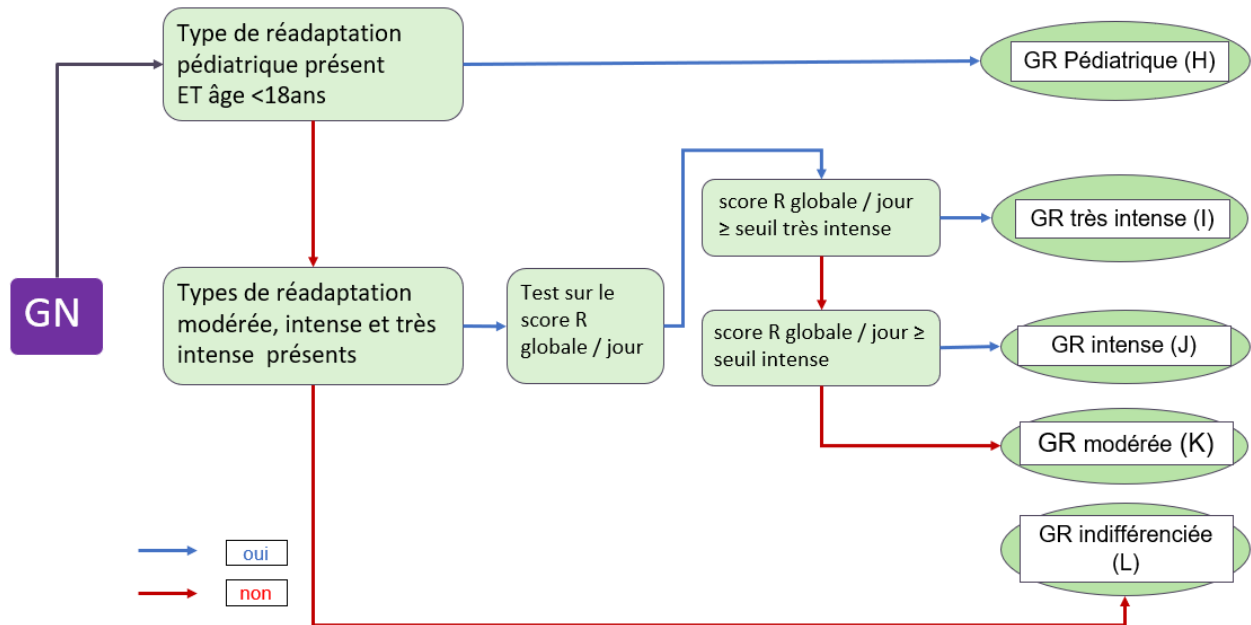 Type de réadaptation
pédiatrique présent
ET âge <18ans
GR Pédiatrique (H)
score R globale / jour
≥ seuil très intense
GR très intense (I)
GN
Types de réadaptation
modérée, intense et très
intense présents
Test sur le
score R
globale / jour
score R globale / jour ≥
seuil intense
GR intense (J)
GR modérée (K)
GR indifférenciée
(L)
oui
non